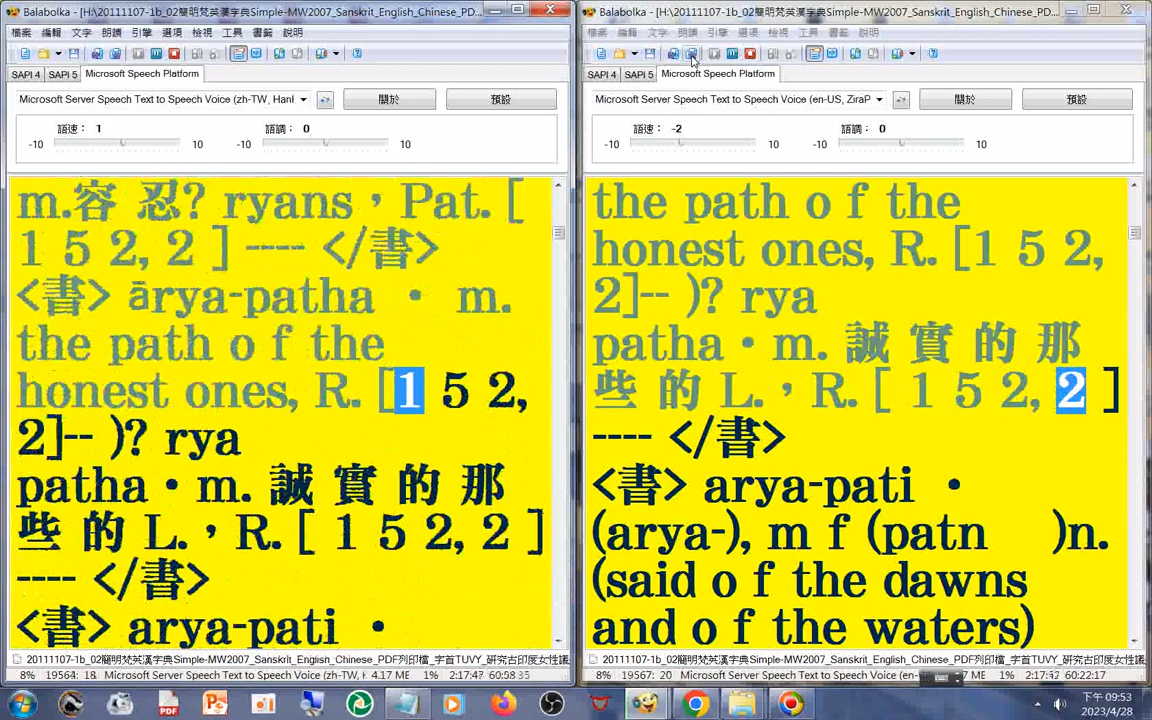 Balabolka - [H:\20111107-1b_02簡明梵英漢字典Simple-MW2007_Sanskrit_English_Chinese_PD...
檔案 編輯 文字 朗讀 引擎 選項 檢視 工具 書籤 說明
SAPI 4 SAPI 5 Microsoft Speech Platform
Microsoft Server Speech Text to Speech Voice (zh-TW, Hanl 關於 預設
語速： 1 語調： 0
-10 10 -10 10
m.容 忍? ryans，Pat. [
1 5 2, 2 ] ---- </書>
<書> ārya-patha • m.
the path o f the
honest ones, R. [1 5 2,
2]-- )? rya
patha • m. 誠 實 的 那
些 的 L.，R. [ 1 5 2, 2 ]
---- </書>
<書> arya-pati •
20111107-1b_02簡明梵英漢字典Simple-MW2007_Sanskrit_English_Chinese_PDF列印檔_字首TUVY_研究古印度女性議
8% 19564: 18 Microsoft Server Speech Text to Speech Voice (zh-TW, H 4.17 ME 1% 2:17:47 60:58:35
Balabolka - [H:\20111107-1b_02簡明梵英漢字典Simple-MW2007_Sanskrit_English_Chinese_PD...
檔案 編輯 文字 朗讀 引擎 選項 檢視 工具 書籤 說明
SAPI 4 SAPI 5 Microsoft Speech Platform
Microsoft Server Speech Text to Speech Voice (en-US, ZiraP 關於 預設
語速： -2 語調： 0
-10 10 -10 10
the path o f the
honest ones, R. [1 5 2,
2]-- )? rya
patha • m. 誠 實 的 那
些 的 L.，R. [ 1 5 2, 2 ]
---- </書>
<書> arya-pati •
(arya-), m f (patn )n.
(said o f the dawns
and o f the waters)
20111107-1b_02簡明梵英漢字典Simple-MW2007_Sanskrit_English_Chinese_PDF列印檔_字首TUVY_研究古印度女性議
8% 19567: 20 Microsoft Server Speech Text to Speech Voice 4.17 ME 1% 2:17:42 60:22:17
下午 09:53
2023/4/28